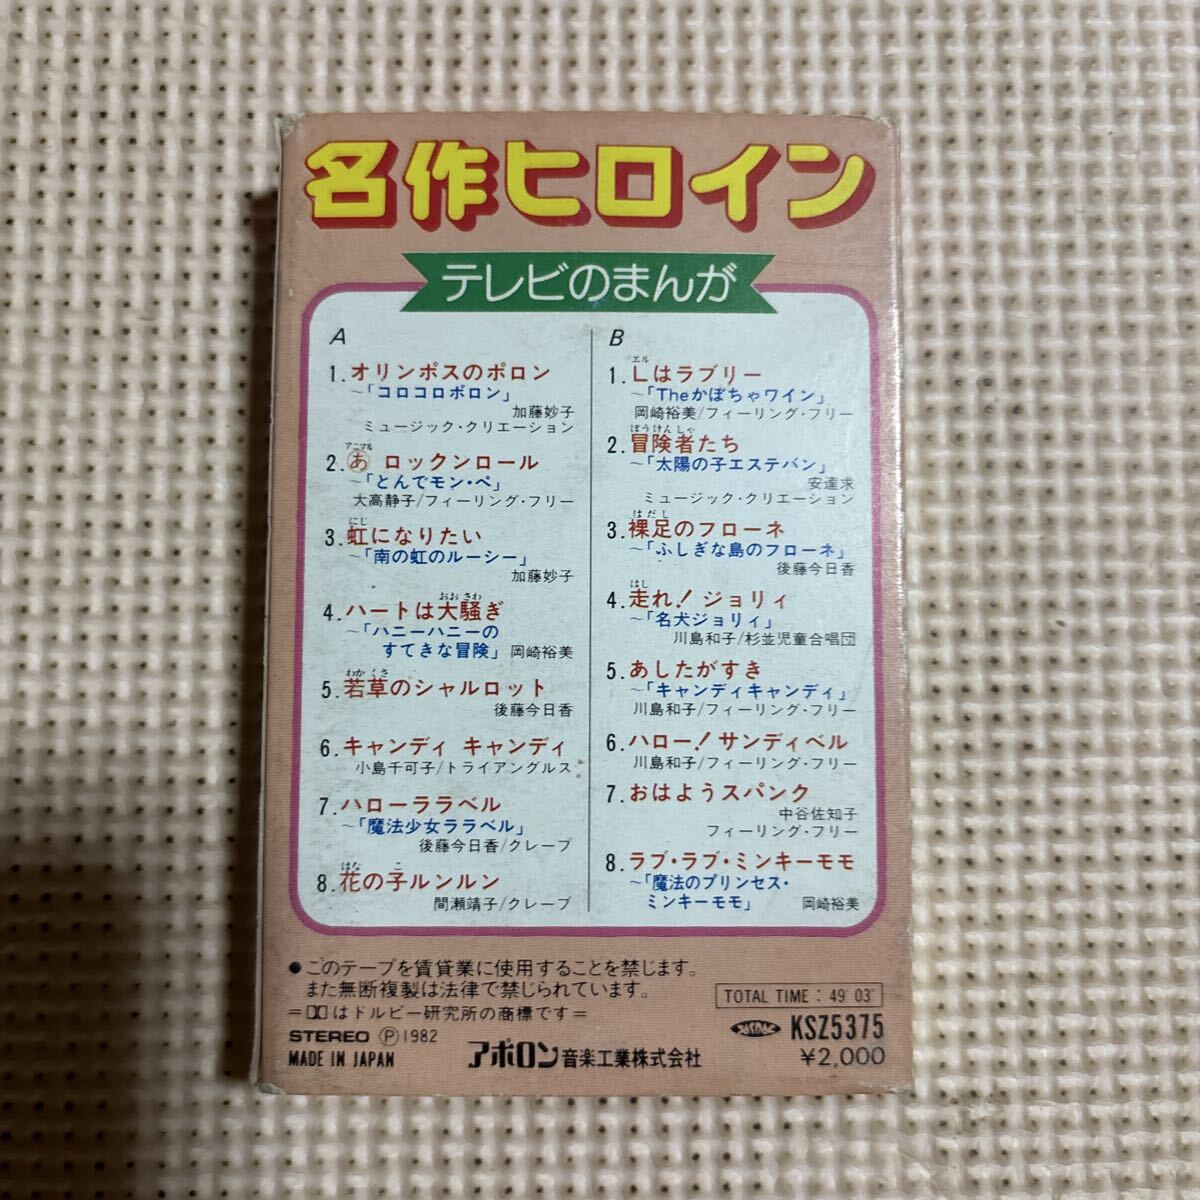 名作ヒロイン
テレビのまんが
A
1.オリンポスのポロン
～「コロコロポロン」
加藤妙子
ミュージック・クリエーション
アニマル
2.あ ロックンロール
～「とんでモン・ペ」
大高静子/フィーリング・フリー
にじ
3.虹になりたい
～「南の虹のルーシー」
加藤妙子
おお さわ
4.ハートは大騒ぎ
～「ハニーハニーの
すてきな冒険」 岡崎裕美
わか くさ
5.若草のシャルロット
後藤今日香
6.キャンディ キャンディ
小島千可子/トライアングルス
7.ハローララベル
～「魔法少女ララベル」
後藤今日香/クレープ
はな こ
8.花の子ルンルン
間瀬靖子/クレープ
B
エル
1.Lはラブリー
～「Theかぼちゃワイン」
岡崎裕美/フィーリング・フリー
ぼうけんしゃ
2.冒険者たち
～「太陽の子エステバン」
安達求
ミュージック・クリエーション
はだし
3.裸足のフローネ
～「ふしぎな島のフローネ」
後藤今日香
はし
4.走れ!ジョリィ
～「名犬ジョリィ」
川島和子/杉並児童合唱団
5.あしたがすき
～「キャンディキャンディ」
川島和子/フィーリング・フリー
6.ハロー!サンディベル
川島和子/フィーリング・フリー
7.おはようスパンク
中谷佐知子
フィーリング・フリー
8.ラブ・ラブ・ミンキーモモ
～「魔法のプリンセス・
ミンキーモモ」 岡崎裕美
●このテープを賃貸業に使用することを禁じます。
また無断複製は法律で禁じられています。
=DDはドルビー研究所の商標です=
STEREO Ⓟ1982
MADE IN JAPAN
アポロン音楽工業株式会社
TOTAL TIME : 49′03″
JASRAC KSZ5375
¥2,000